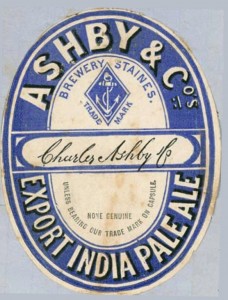 ASHBY & Co's
BREWERY STAINES.
TRADE MARK
Charles Ashby & Co
NONE GENUINE
UNLESS BEARING OUR TRADE MARK ON CAPSULE
EXPORT INDIA PALE ALE